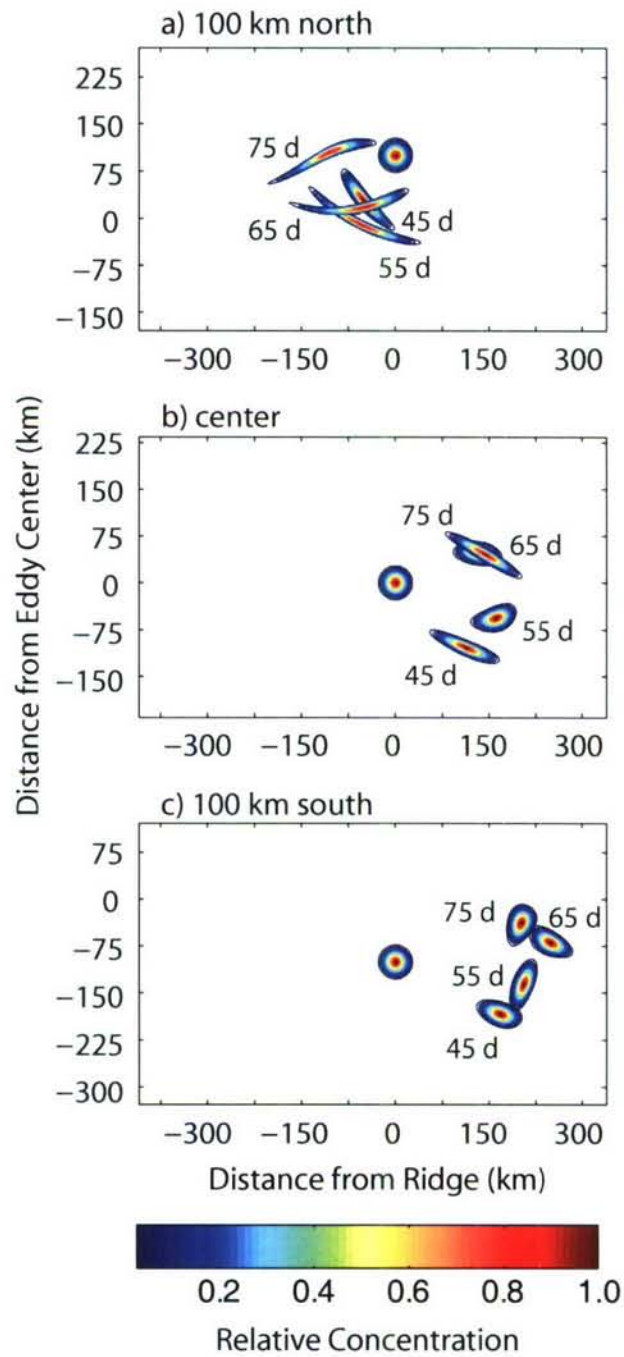 a) 100 km north
225
150
75
0
−75
−150
75 d
65 d
45 d
55 d
−300 −150 0 150 300
Distance from Eddy Center (km)
b) center
225
150
75
0
−75
−150
75 d
65 d
55 d
45 d
−300 −150 0 150 300
c) 100 km south
75
0
−75
−150
−225
−300
75 d
65 d
55 d
45 d
−300 −150 0 150 300
Distance from Ridge (km)
0.2 0.4 0.6 0.8 1.0
Relative Concentration